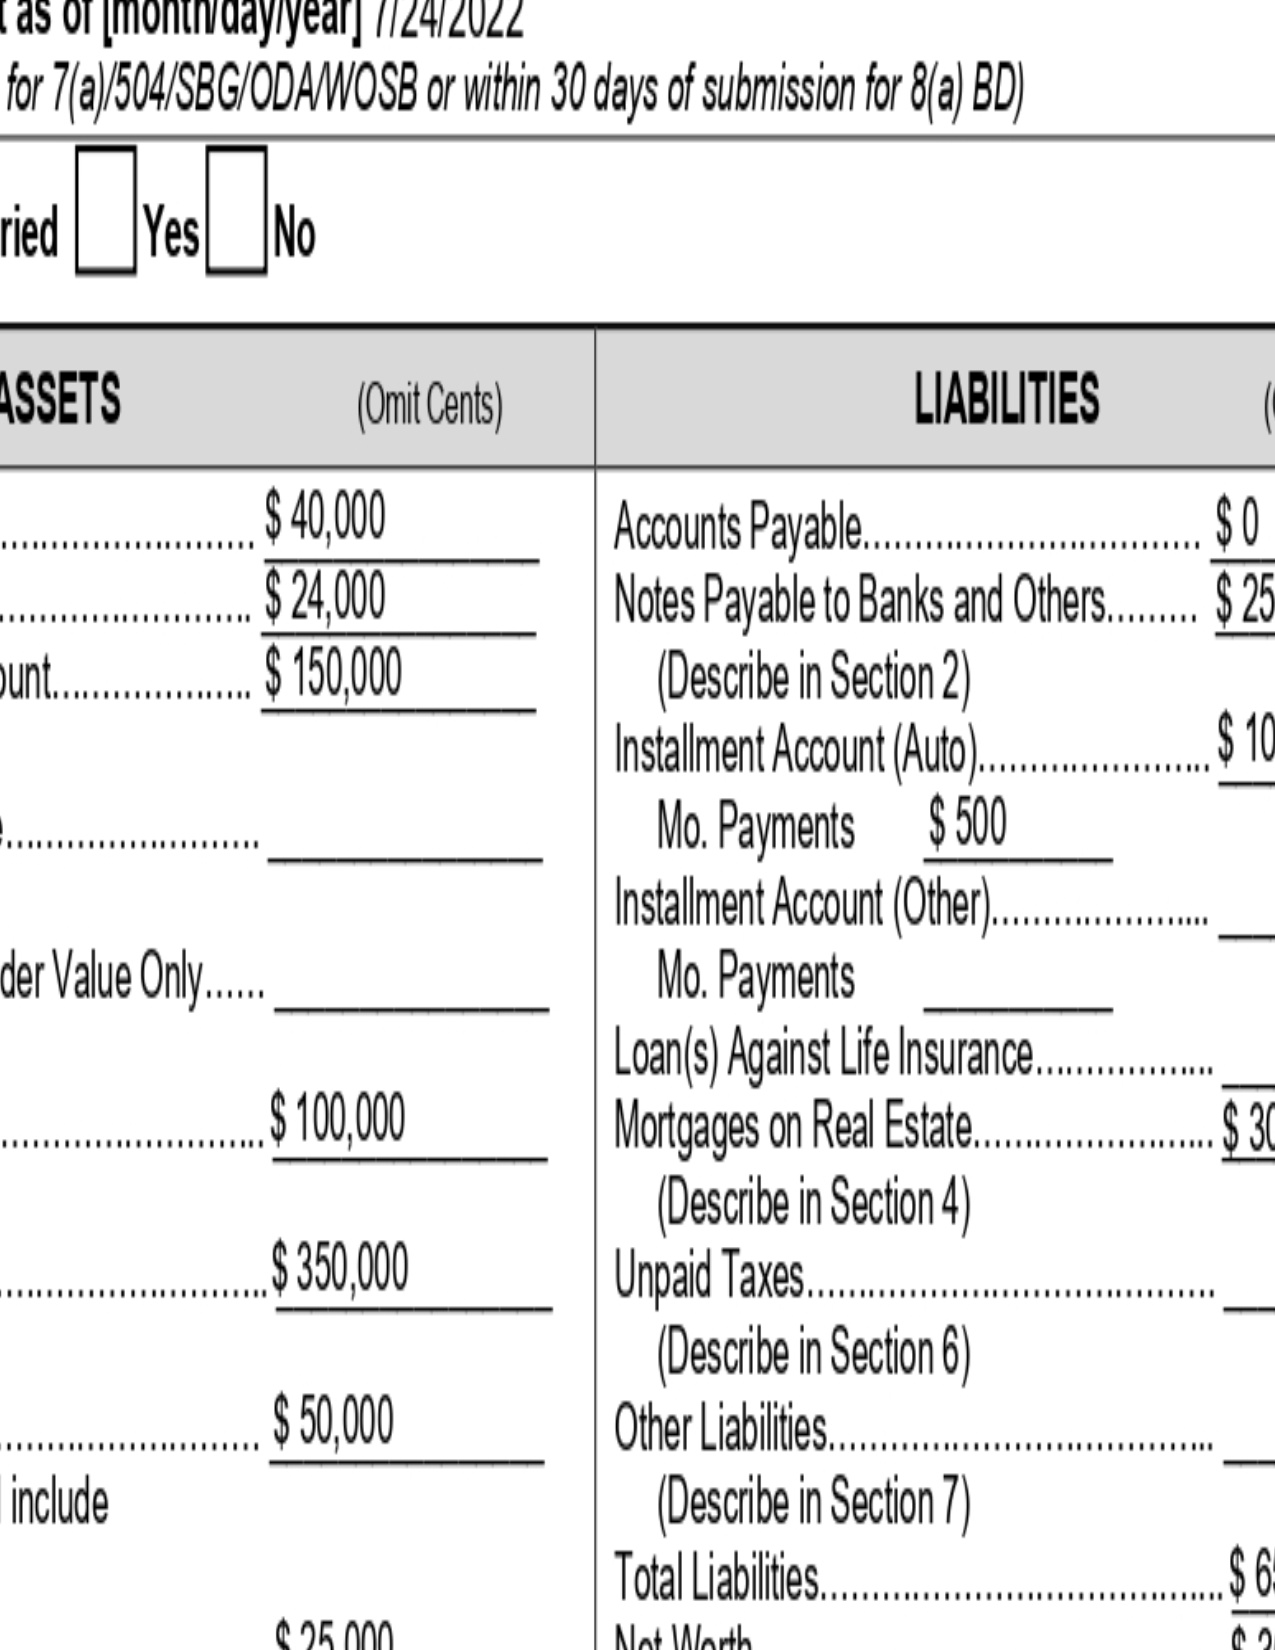 t as of [month/day/year] 7/24/2022
for 7(a)/504/SBG/ODA/WOSB or within 30 days of submission for 8(a) BD)
ried Yes No
ASSETS (Omit Cents)
........................ $ 40,000
........................ $ 24,000
ount.................. $ 150,000
e........................ ________
der Value Only...... ________
........................ $ 100,000
........................ $ 350,000
........................ $ 50,000
include
$ 25,000
LIABILITIES (
Accounts Payable................................. $ 0
Notes Payable to Banks and Others......... $ 25
(Describe in Section 2)
Installment Account (Auto)...................... $ 10
Mo. Payments $ 500
Installment Account (Other).....................
Mo. Payments ________
Loan(s) Against Life Insurance.................
Mortgages on Real Estate....................... $ 30
(Describe in Section 4)
Unpaid Taxes.......................................
(Describe in Section 6)
Other Liabilities.....................................
(Describe in Section 7)
Total Liabilities....................................... $ 65
Net Worth